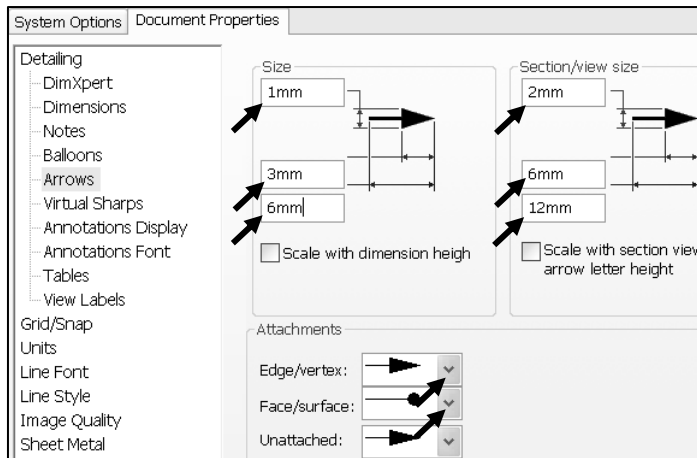 System Options
Document Properties
Detailing
DimXpert
Dimensions
Notes
Balloons
Arrows
Virtual Sharps
Annotations Display
Annotations Font
Tables
View Labels
Grid/Snap
Units
Line Font
Line Style
Image Quality
Sheet Metal
Size
1mm
3mm
6mm
Scale with dimension heigh
Section/view size
2mm
6mm
12mm
Scale with section view
arrow letter height
Attachments
Edge/vertex:
Face/surface:
Unattached: